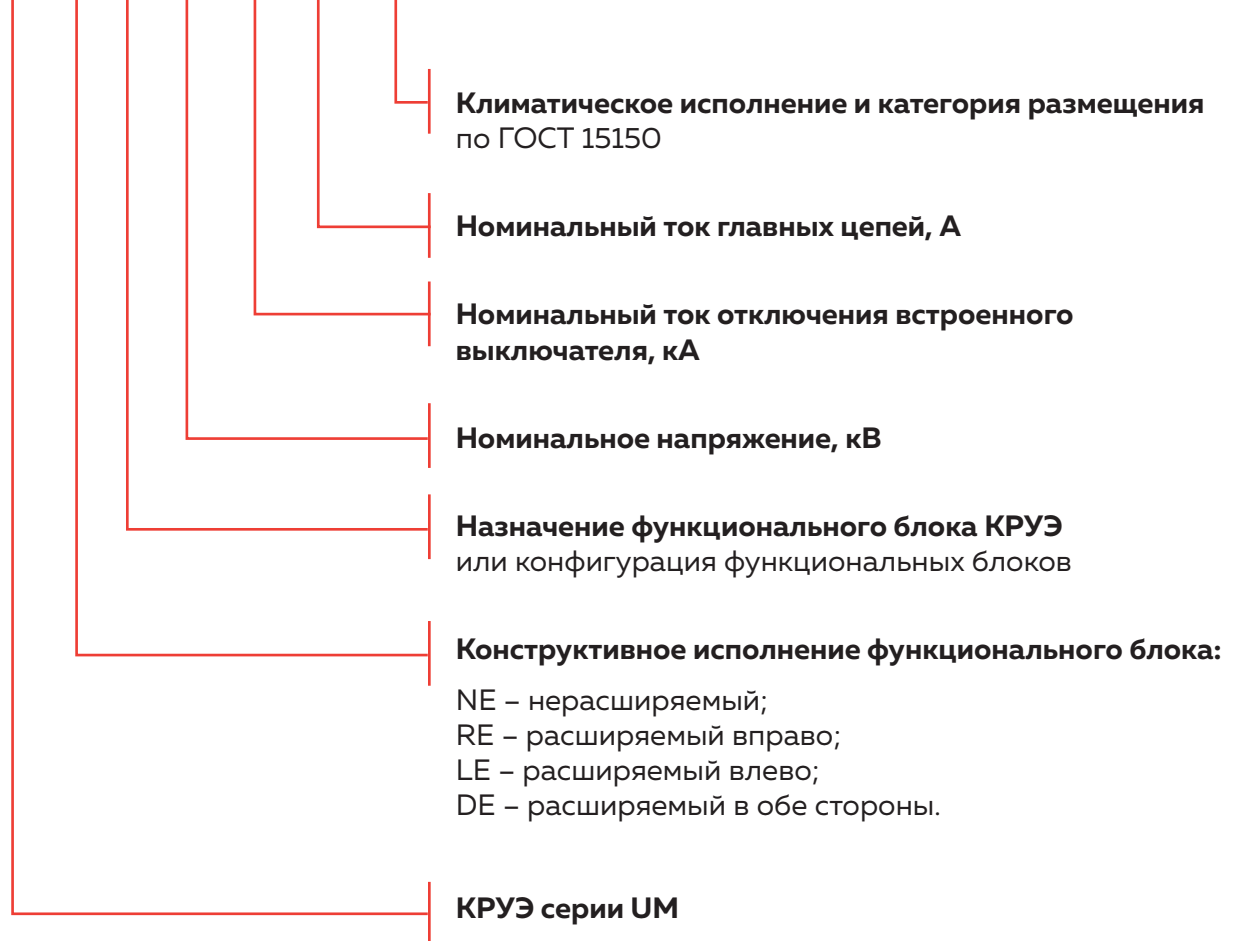 Климатическое исполнение и категория размещения
по ГОСТ 15150
Номинальный ток главных цепей, А
Номинальный ток отключения встроенного
выключателя, кА
Номинальное напряжение, кВ
Назначение функционального блока КРУЭ
или конфигурация функциональных блоков
Конструктивное исполнение функционального блока:
NE – нерасширяемый;
RE – расширяемый вправо;
LE – расширяемый влево;
DE – расширяемый в обе стороны.
КРУЭ серии UM